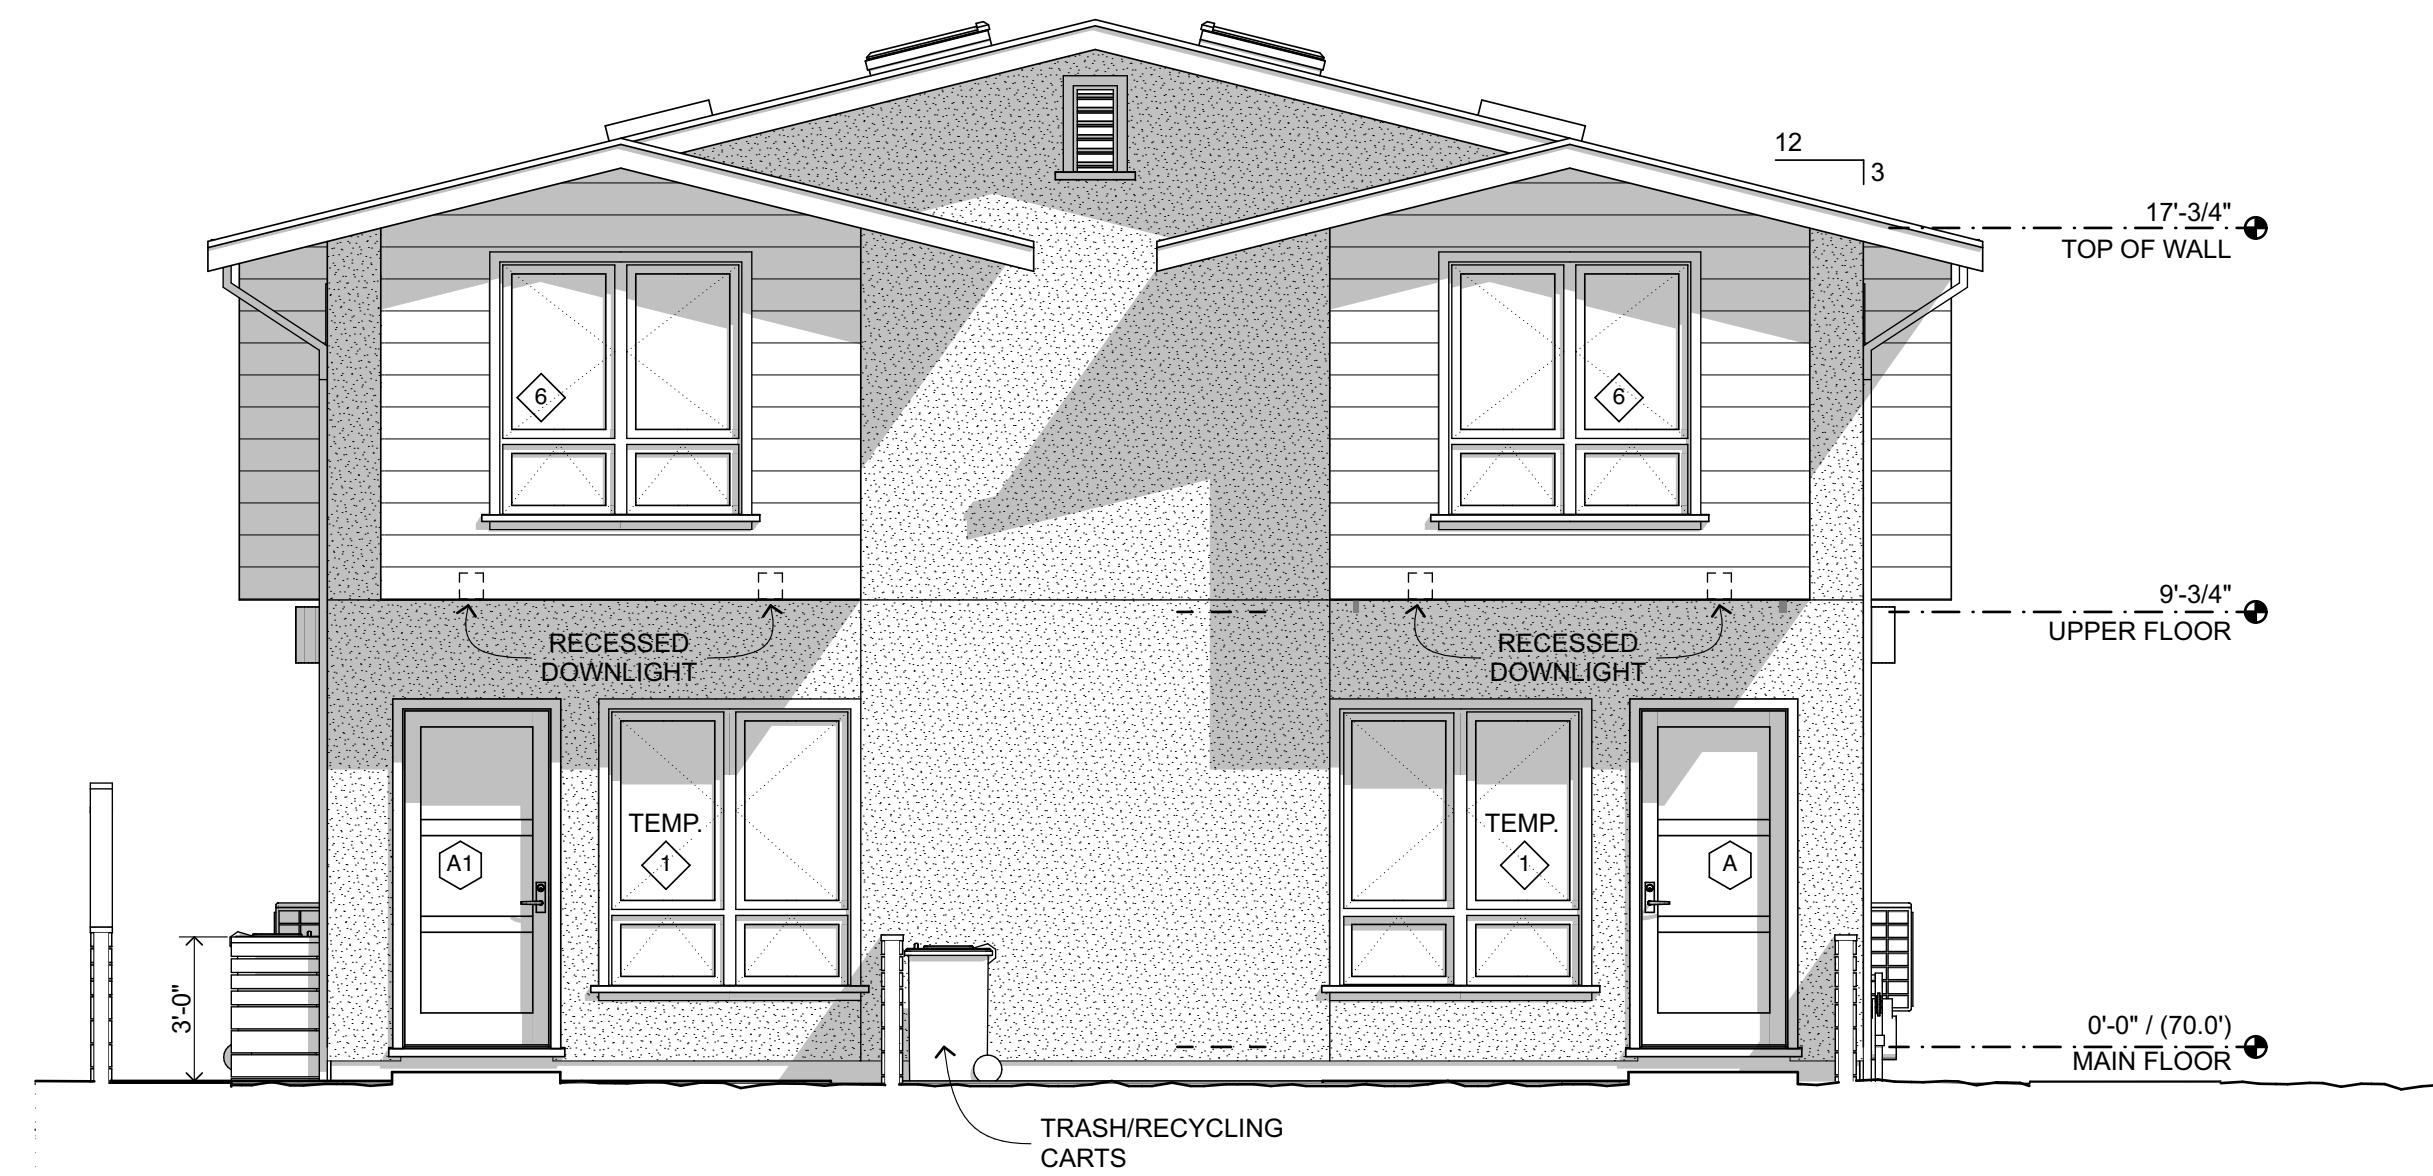 12
3
17'-3/4"
TOP OF WALL
6
6
9'-3/4"
UPPER FLOOR
RECESSED
DOWNLIGHT
RECESSED
DOWNLIGHT
TEMP.
1
TEMP.
1
A1
A
3'-0"
0'-0" / (70.0')
MAIN FLOOR
TRASH/RECYCLING
CARTS